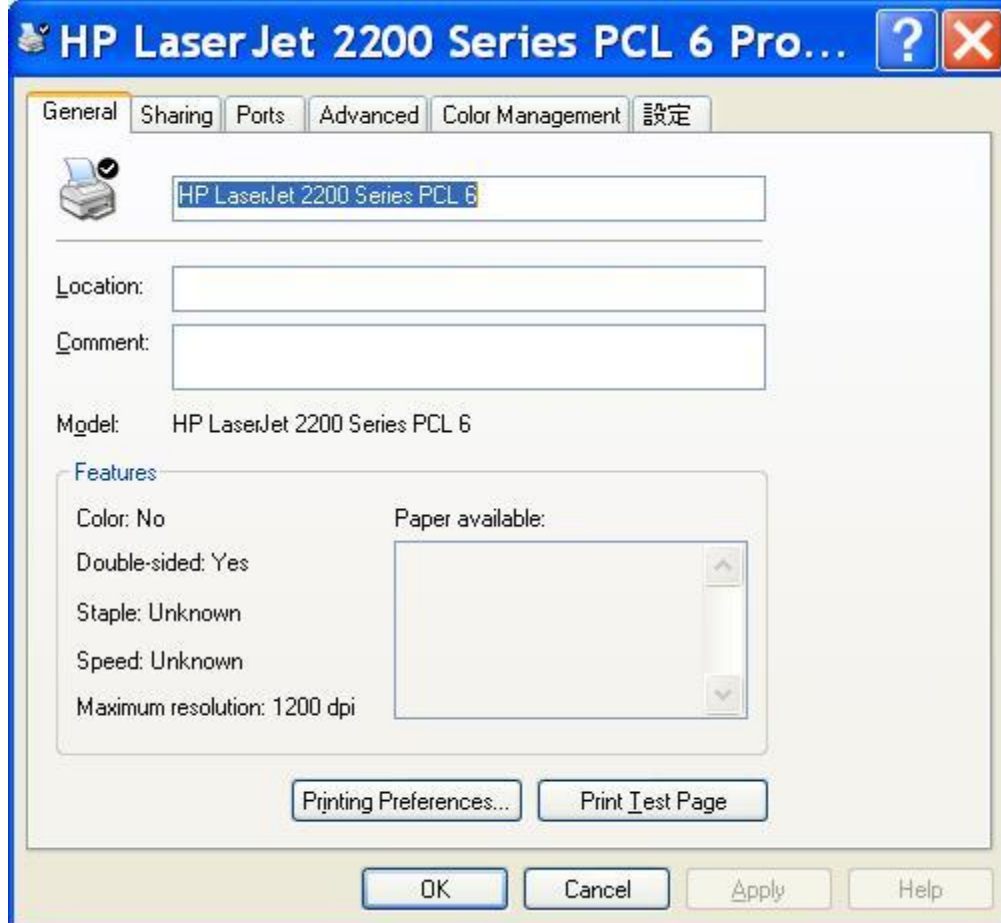 HP LaserJet 2200 Series PCL 6 Pro...
General Sharing Ports Advanced Color Management 設定
HP LaserJet 2200 Series PCL 6
Location:
Comment:
Model: HP LaserJet 2200 Series PCL 6
Features
Color: No
Paper available:
Double-sided: Yes
Staple: Unknown
Speed: Unknown
Maximum resolution: 1200 dpi
Printing Preferences... Print Test Page
OK Cancel Apply Help